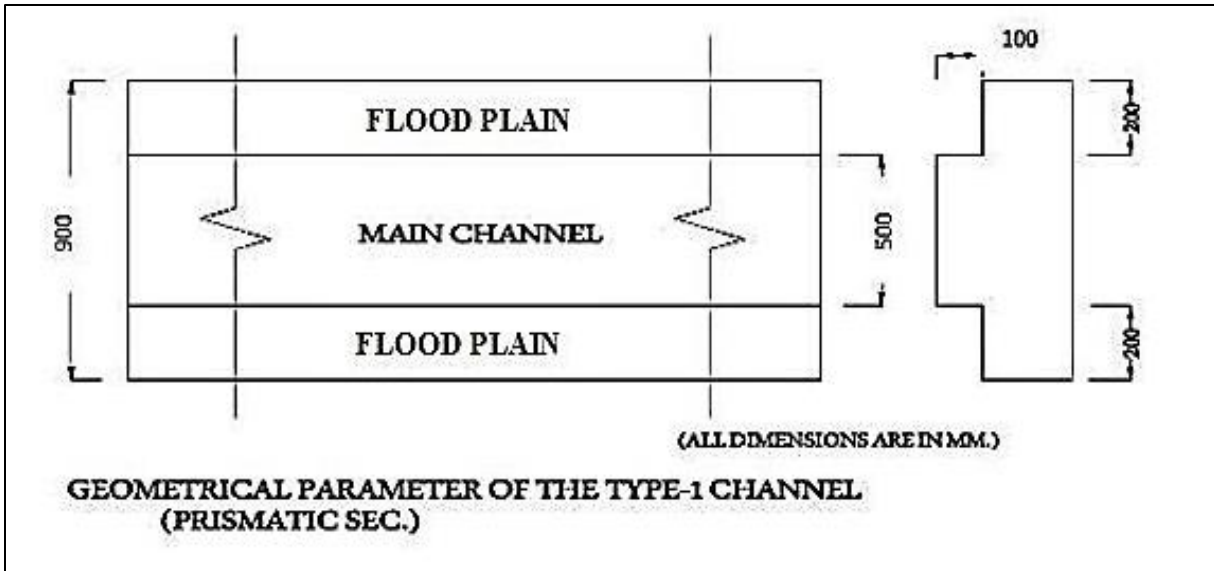 100
FLOOD PLAIN
200
900
MAIN CHANNEL
500
FLOOD PLAIN
200
(ALL DIMENSIONS ARE IN MM.)
GEOMETRICAL PARAMETER OF THE TYPE-1 CHANNEL
(PRISMATIC SEC.)